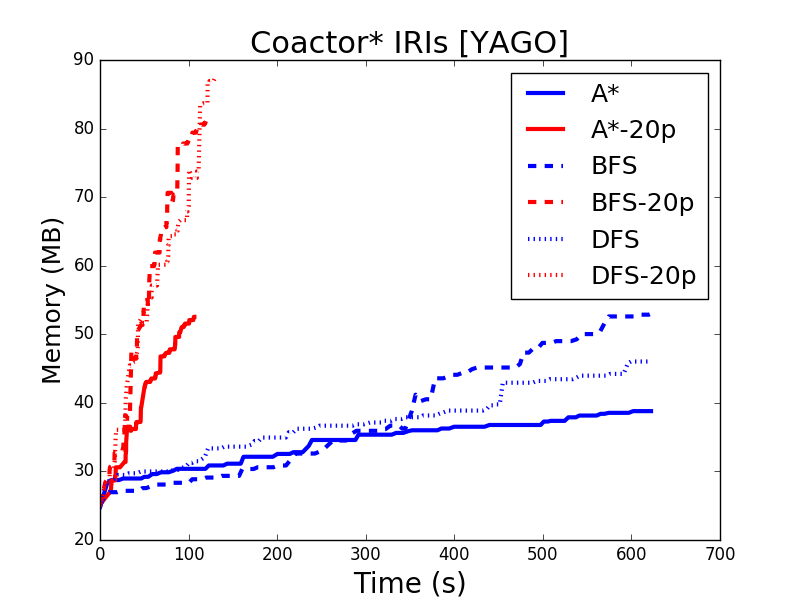 Coactor* IRIs [YAGO]
90
80
70
60
50
40
30
20
Memory (MB)
A*
A*-20p
BFS
BFS-20p
DFS
DFS-20p
0 100 200 300 400 500 600 700
Time (s)